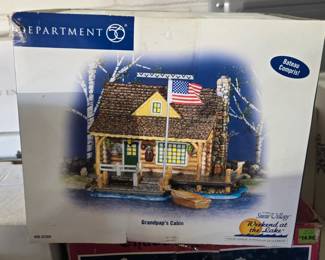 DEPARTMENT 56
Bateau
Compris!
Grandpap's Cabin
Snow Village
Weekend at
the Lake